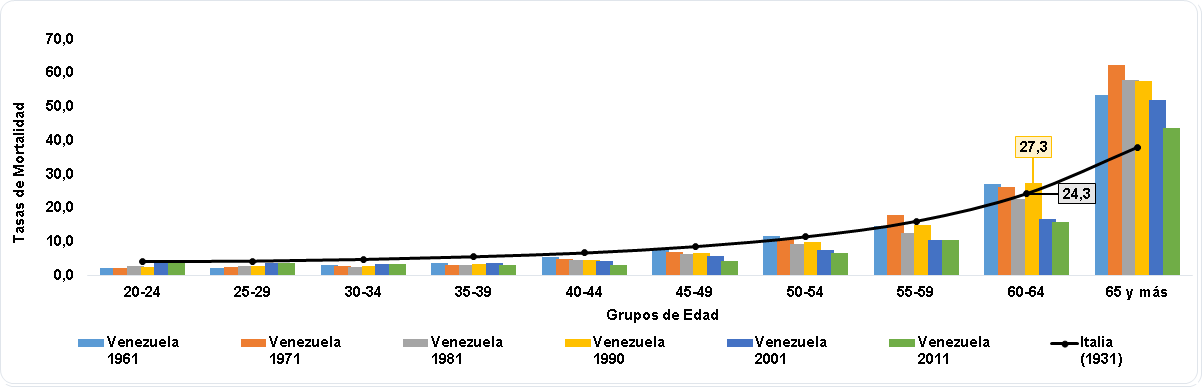 70,0
60,0
50,0
40,0
30,0
20,0
10,0
0,0
Tasas de Mortalidad
27,3
24,3
20-24 25-29 30-34 35-39 40-44 45-49 50-54 55-59 60-64 65 y más
Grupos de Edad
Venezuela 1961
Venezuela 1971
Venezuela 1981
Venezuela 1990
Venezuela 2001
Venezuela 2011
Italia (1931)